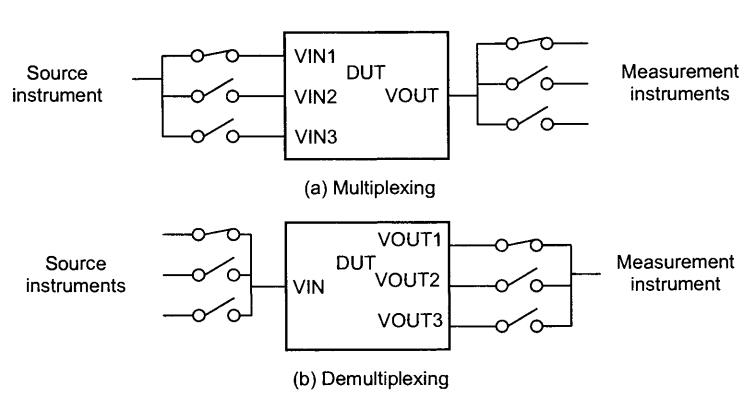 Source
instrument
VIN1
DUT
VIN2
VOUT
VIN3
Measurement
instruments
(a) Multiplexing
Source
instruments
VIN
DUT
VOUT1
VOUT2
VOUT3
Measurement
instrument
(b) Demultiplexing